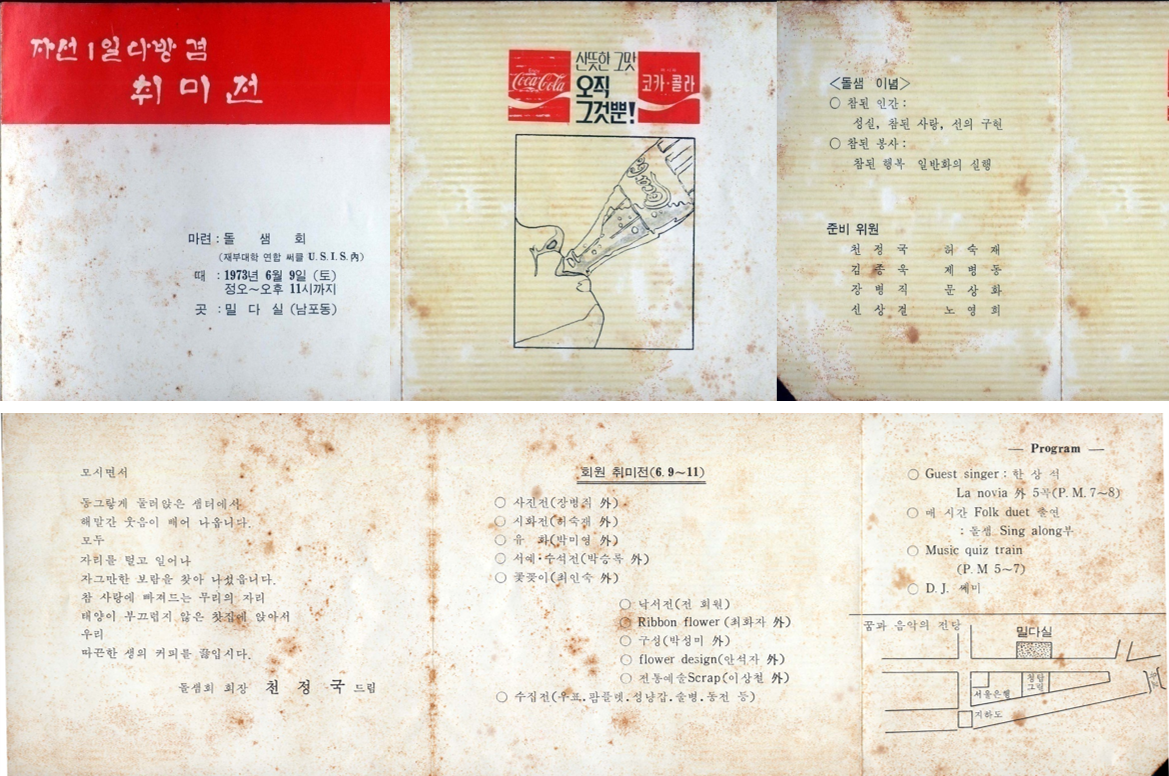 자선 1일다방 겸
취미전
마련 : 돌 샘 회
(재부대학 연합 써클 U.S.I.S.內)
때 : 1973년 6월 9일 (토)
정오~오후 11시까지
곳 : 밀 다 실 (남포동)
Coca-Cola
산뜻한 그맛
오직
그것뿐!
코카·콜라
<돌샘 이념>
○ 참된 인간 :
성실, 참된 사랑, 선의 구현
○ 참된 봉사 :
참된 행복 일반화의 실행
준비 위원
천 정 국 허 숙 재
김 종 욱 제 병 동
장 병 직 문 상 화
신 상 걸 노 영 희
모시면서
동그랗게 둘러앉은 샘터에서
해말간 웃음이 배어 나옵니다.
모두
자리를 털고 일어나
자그만한 보람을 찾아 나섰읍니다.
참 사랑에 빠져드는 무리의 자리
태양이 부끄럽지 않은 찻집에 앉아서
우리
따끈한 생의 커피를 끓입시다.
돌샘회 회장 천 정 국 드림
회원 취미전(6. 9~11)
○ 사진전(장병직 外)
○ 시화전(허숙재 外)
○ 유 화(박미영 外)
○ 서예·수석전(박승목 外)
○ 꽃꽂이(최인숙 外)
○ 낙서전(전 회원)
○ Ribbon flower (최화자 外)
○ 구성(박성미 外)
○ flower design(안석자 外)
○ 전통예술Scrap(이상철 外)
○ 수집전(우표.팜플렛.성냥갑.술병.동전 등)
— Program —
○ Guest singer : 한 상 적
La novia 外 5곡(P.M. 7~8)
○ 매 시간 Folk duet 출연
: 돌샘 Sing along부
○ Music quiz train
(P.M 5~7)
○ D.J. 쎄미
꿈과 음악의 전당
밀다실
청탑
그릴
서울은행
지하도